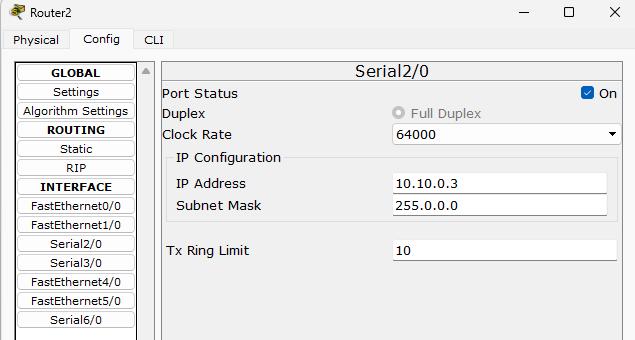 Router2
Physical Config CLI
GLOBAL
Settings
Algorithm Settings
ROUTING
Static
RIP
INTERFACE
FastEthernet0/0
FastEthernet1/0
Serial2/0
Serial3/0
FastEthernet4/0
FastEthernet5/0
Serial6/0
Serial2/0
Port Status On
Duplex Full Duplex
Clock Rate 64000
IP Configuration
IP Address 10.10.0.3
Subnet Mask 255.0.0.0
Tx Ring Limit 10